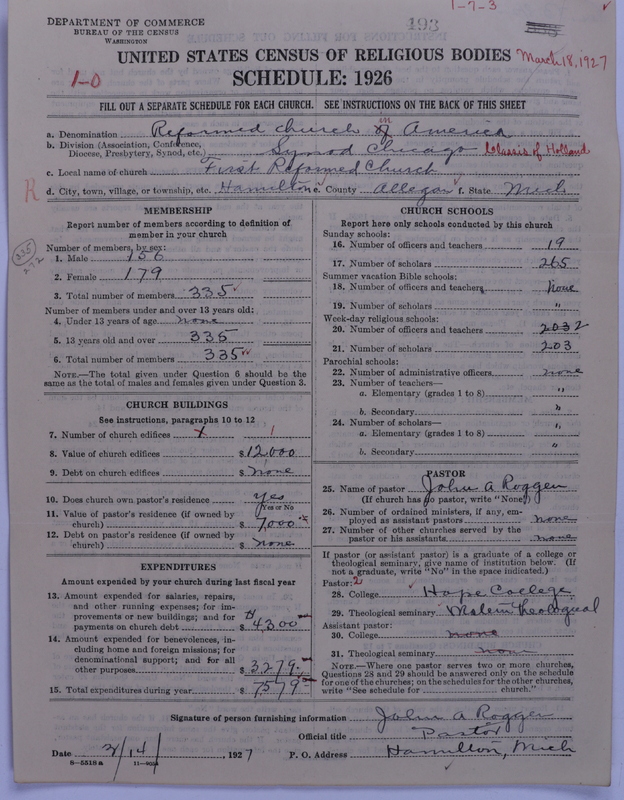 1-7-3
DEPARTMENT OF COMMERCE
BUREAU OF THE CENSUS
WASHINGTON
493
March 18, 1927
UNITED STATES CENSUS OF RELIGIOUS BODIES
1-0
SCHEDULE: 1926
FILL OUT A SEPARATE SCHEDULE FOR EACH CHURCH. SEE INSTRUCTIONS ON THE BACK OF THIS SHEET
a. Denomination Reformed church in America
b. Division (Association, Conference, Diocese, Presbytery, Synod, etc.) Synod Chicago Classis of Holland
c. Local name of church First Reformed Church
R
d. City, town, village, or township, etc. Hamilton e. County Allegan f. State Mich
MEMBERSHIP
Report number of members according to definition of
member in your church
335
272
Number of members, by sex:
1. Male 156
2. Female 179
3. Total number of members 335
Number of members under and over 13 years old:
4. Under 13 years of age none
5. 13 years old and over 335
6. Total number of members 335
NOTE.—The total given under Question 6 should be the
same as the total of males and females given under Question 3.
CHURCH BUILDINGS
See instructions, paragraphs 10 to 12
7. Number of church edifices 1
8. Value of church edifices $12,000
9. Debt on church edifices $ none
10. Does church own pastor's residence yes
(Yes or No)
11. Value of pastor's residence (if owned by
church) $ 7,000
12. Debt on pastor's residence (if owned by
church) $ none
EXPENDITURES
Amount expended by your church during last fiscal year
13. Amount expended for salaries, repairs,
and other running expenses; for im-
provements or new buildings; and for
payments on church debt $ 4300
14. Amount expended for benevolences, in-
cluding home and foreign missions; for
denominational support; and for all
other purposes $ 3279
15. Total expenditures during year $ 7579
CHURCH SCHOOLS
Report here only schools conducted by this church
Sunday schools:
16. Number of officers and teachers 19
17. Number of scholars 265
Summer vacation Bible schools:
18. Number of officers and teachers none
19. Number of scholars "
Week-day religious schools:
20. Number of officers and teachers 2
21. Number of scholars 203
Parochial schools:
22. Number of administrative officers none
23. Number of teachers—
a. Elementary (grades 1 to 8) "
b. Secondary "
24. Number of scholars—
a. Elementary (grades 1 to 8) "
b. Secondary "
PASTOR
25. Name of pastor John A Roggen
(If church has no pastor, write "None")
26. Number of ordained ministers, if any, em-
ployed as assistant pastors none
27. Number of other churches served by the
pastor or his assistants none
If pastor (or assistant pastor) is a graduate of a college or
theological seminary, give name of institution below. (If
not a graduate, write "No" in the space indicated.)
Pastor: 2
28. College Hope College
29. Theological seminary Theological
Assistant pastor:
30. College none
31. Theological seminary none
NOTE.—Where one pastor serves two or more churches,
Questions 28 and 29 should be answered only on the schedule
for one of the churches; on the schedules for the other churches,
write "See schedule for church."
Signature of person furnishing information John A Roggen
Official title Pastor
Date 2/14/, 1927 P. O. Address Hamilton, Mich
8—5518 a